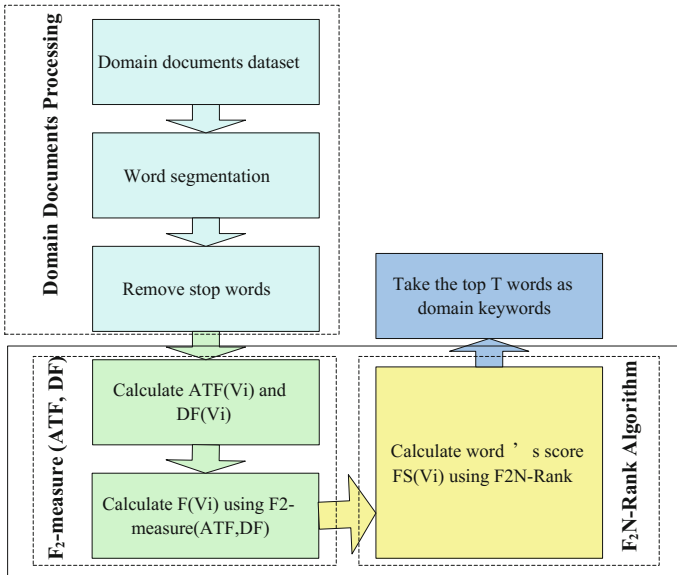 Domain Documents Processing
Domain documents dataset
Word segmentation
Remove stop words
F₂-measure (ATF, DF)
Calculate ATF(Vi) and
DF(Vi)
Calculate F(Vi) using F2-
measure(ATF,DF)
Calculate word ’ s score
FS(Vi) using F2N-Rank
F₂N-Rank Algorithm
Take the top T words as
domain keywords